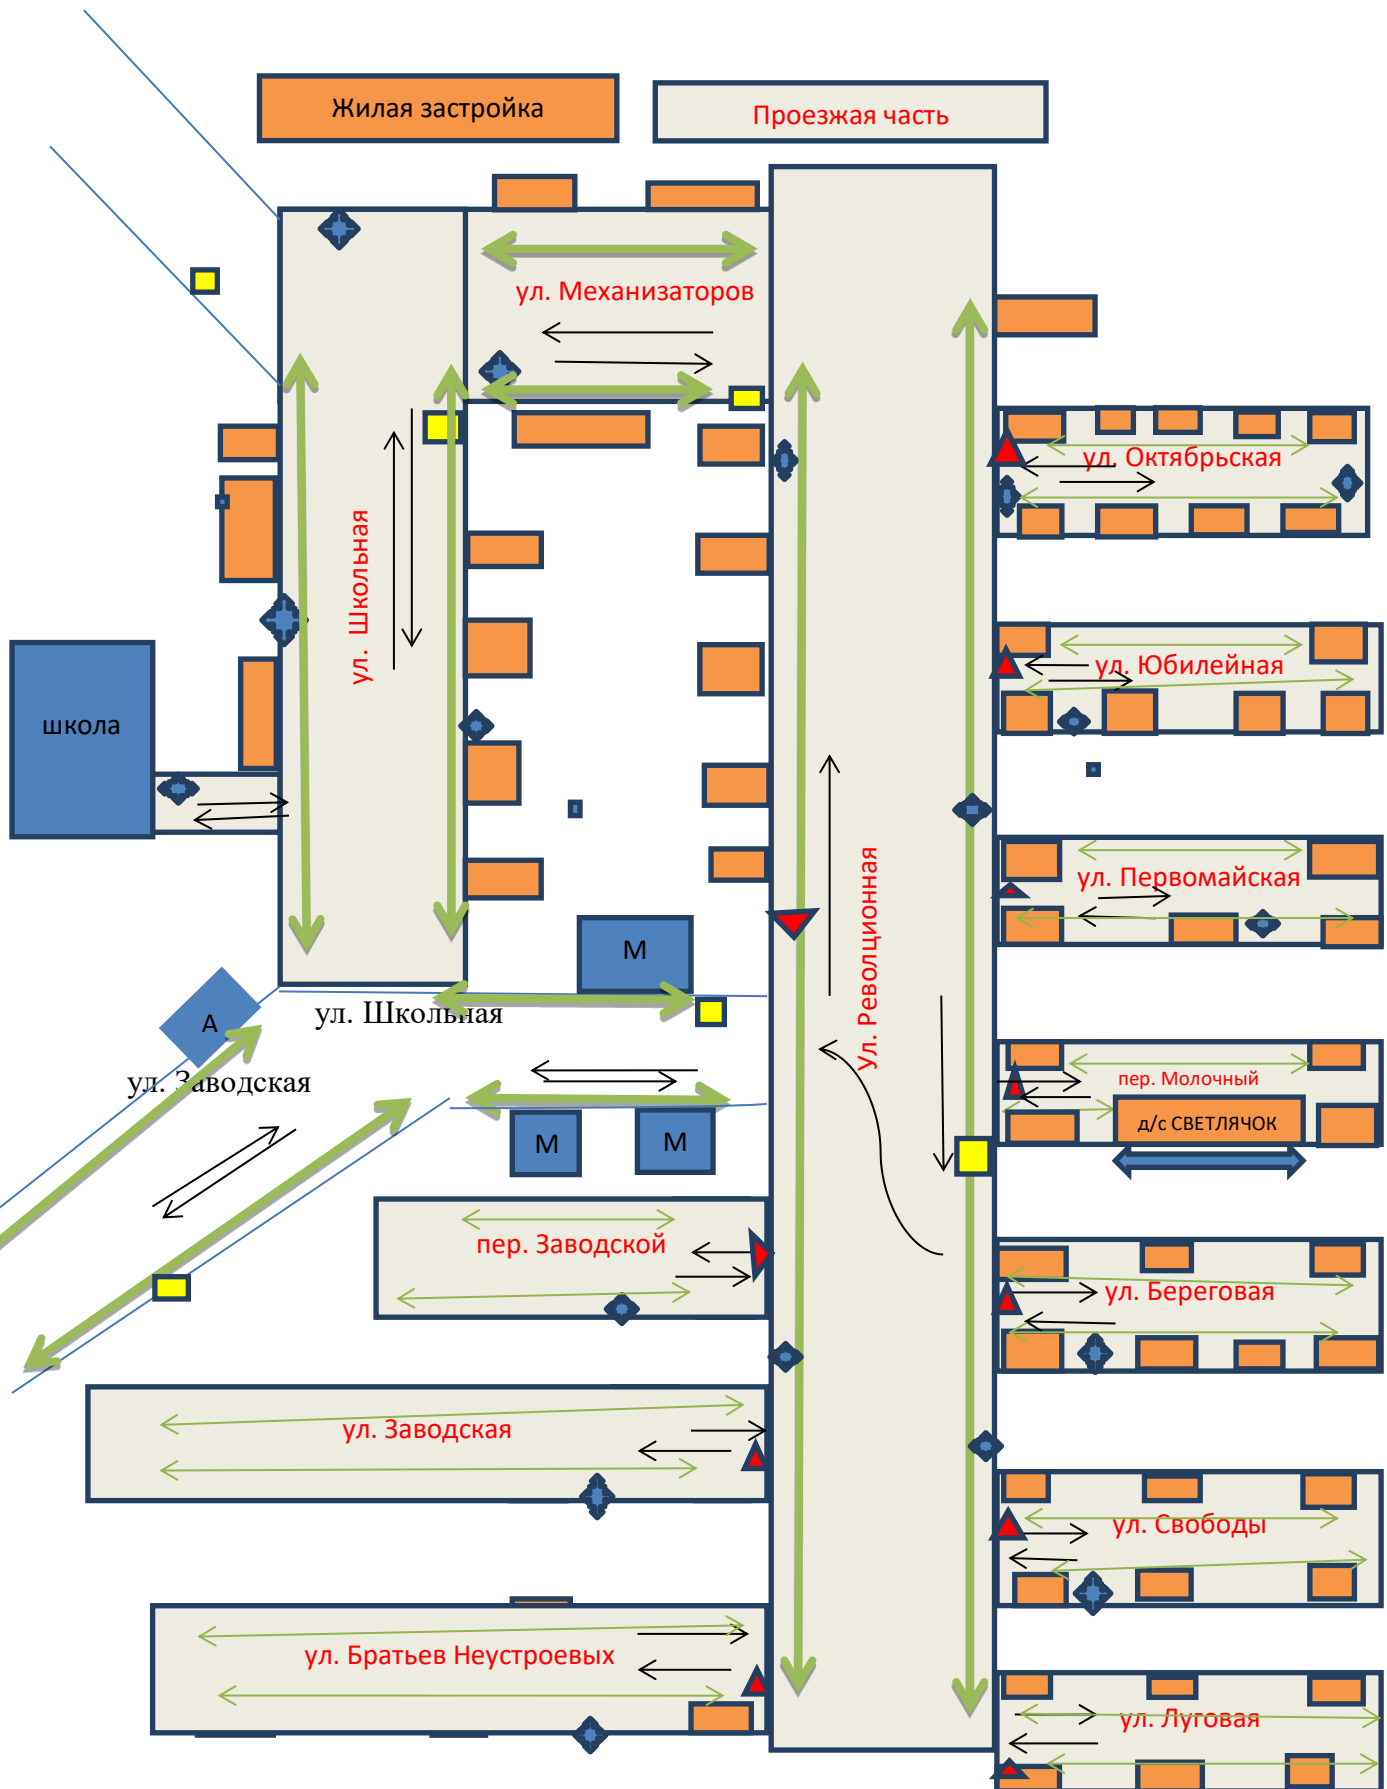 Жилая застройка
Проезжая часть
ул. Механизаторов
ул. Октябрьская
ул. Школьная
ул. Юбилейная
школа
Ул. Революционная
ул. Первомайская
М
А
ул. Школьная
ул. Заводская
пер. Молочный
д/с СВЕТЛЯЧОК
М
М
пер. Заводской
ул. Береговая
ул. Заводская
ул. Свободы
ул. Братьев Неустроевых
ул. Луговая